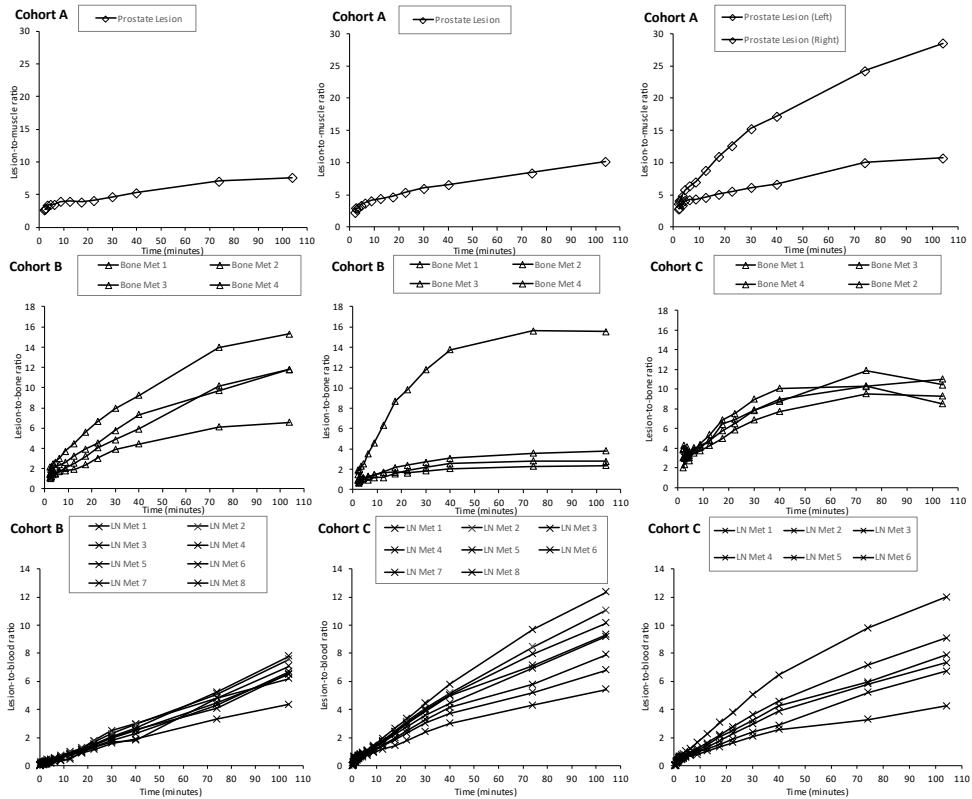 Cohort A
Prostate Lesion
Lesion-to-muscle ratio
30
25
20
15
10
5
0
0 10 20 30 40 50 60 70 80 90 100 110
Time (minutes)
Cohort A
Prostate Lesion
Lesion-to-muscle ratio
30
25
20
15
10
5
0
0 10 20 30 40 50 60 70 80 90 100 110
Time (minutes)
Cohort A
Prostate Lesion (Left)
Prostate Lesion (Right)
Lesion-to-muscle ratio
30
25
20
15
10
5
0
0 10 20 30 40 50 60 70 80 90 100 110
Time (minutes)
Cohort B
Bone Met 1 Bone Met 2
Bone Met 3 Bone Met 4
Lesion-to-bone ratio
18
16
14
12
10
8
6
4
2
0
0 10 20 30 40 50 60 70 80 90 100 110
Time (minutes)
Cohort B
Bone Met 1 Bone Met 2
Bone Met 3 Bone Met 4
Lesion-to-bone ratio
18
16
14
12
10
8
6
4
2
0
0 10 20 30 40 50 60 70 80 90 100 110
Time (minutes)
Cohort C
Bone Met 1 Bone Met 3
Bone Met 4 Bone Met 2
Lesion-to-bone ratio
18
16
14
12
10
8
6
4
2
0
0 10 20 30 40 50 60 70 80 90 100 110
Time (minutes)
Cohort B
LN Met 1 LN Met 2
LN Met 3 LN Met 4
LN Met 5 LN Met 6
LN Met 7 LN Met 8
Lesion-to-blood ratio
14
12
10
8
6
4
2
0
0 10 20 30 40 50 60 70 80 90 100 110
Time (minutes)
Cohort C
LN Met 1 LN Met 2 LN Met 3
LN Met 4 LN Met 5 LN Met 6
LN Met 7 LN Met 8
Lesion-to-blood ratio
14
12
10
8
6
4
2
0
0 10 20 30 40 50 60 70 80 90 100 110
Time (minutes)
Cohort C
LN Met 1 LN Met 2 LN Met 3
LN Met 4 LN Met 5 LN Met 6
Lesion-to-blood ratio
14
12
10
8
6
4
2
0
0 10 20 30 40 50 60 70 80 90 100 110
Time (minutes)